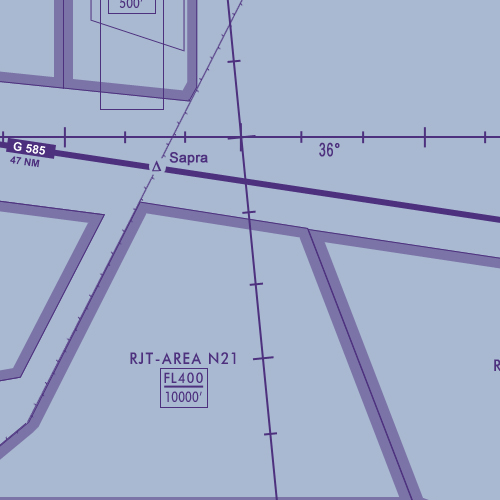 500'
G 585
47 NM
Sapra
36°
RJT-AREA N21
FL400
10000'
R